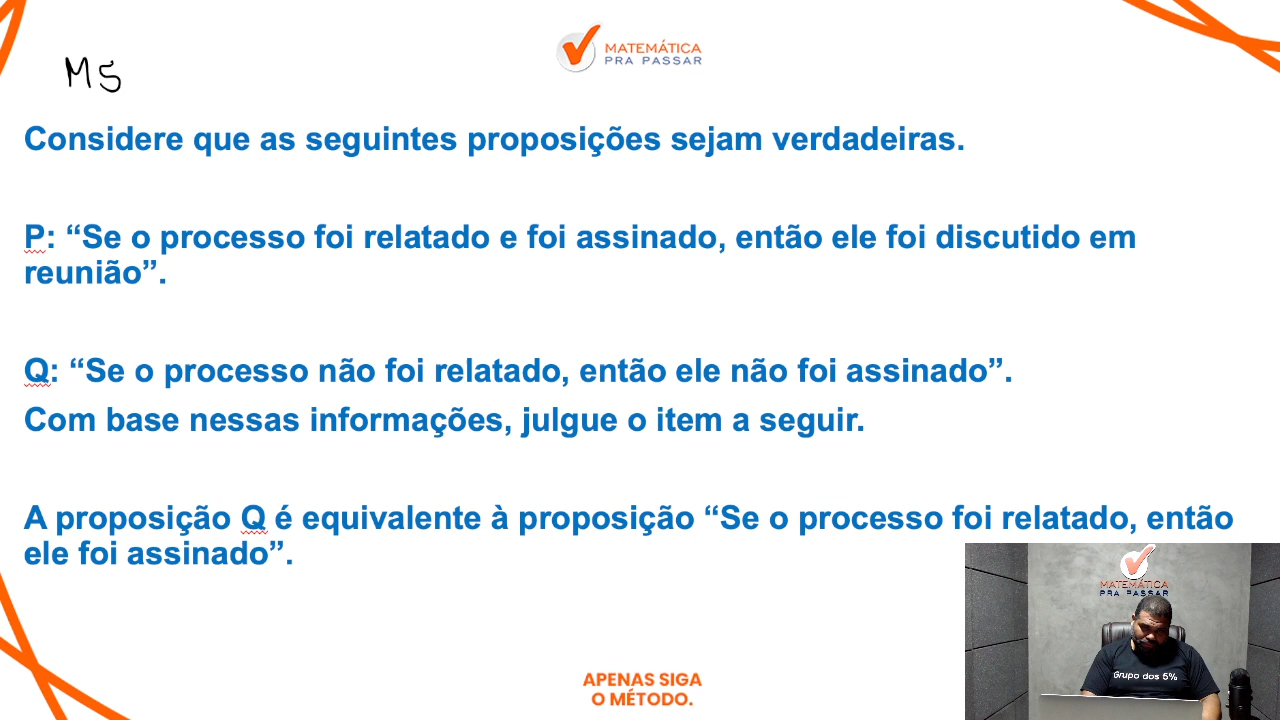 MATEMÁTICA
PRA PASSAR
M5
Considere que as seguintes proposições sejam verdadeiras.
P: “Se o processo foi relatado e foi assinado, então ele foi discutido em
reunião”.
Q: “Se o processo não foi relatado, então ele não foi assinado”.
Com base nessas informações, julgue o item a seguir.
A proposição Q é equivalente à proposição “Se o processo foi relatado, então
ele foi assinado”.
MATEMÁTICA
PRA PASSAR
Grupo dos 5%
APENAS SIGA
O MÉTODO.